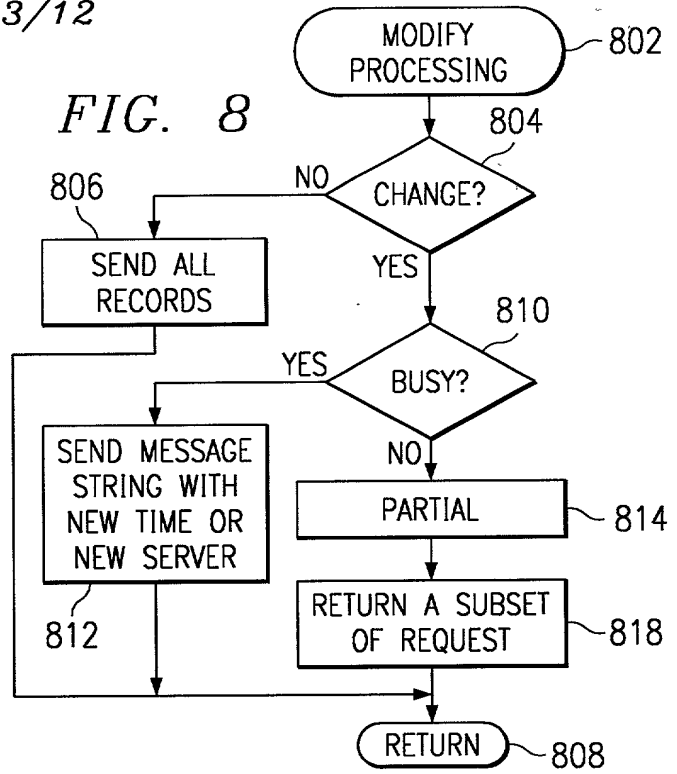 3/12
FIG. 8
MODIFY
PROCESSING
802
804
CHANGE?
NO
YES
806
SEND ALL
RECORDS
810
BUSY?
YES
NO
SEND MESSAGE
STRING WITH
NEW TIME OR
NEW SERVER
812
PARTIAL
814
RETURN A SUBSET
OF REQUEST
818
RETURN
808